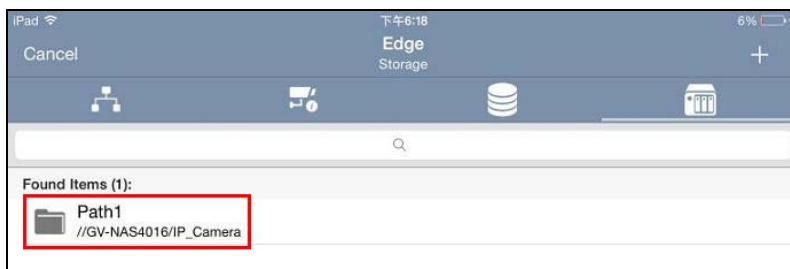 iPad 下午6:18 6%
Cancel Edge +
Storage
Found Items (1):
Path1
//GV-NAS4016/IP_Camera